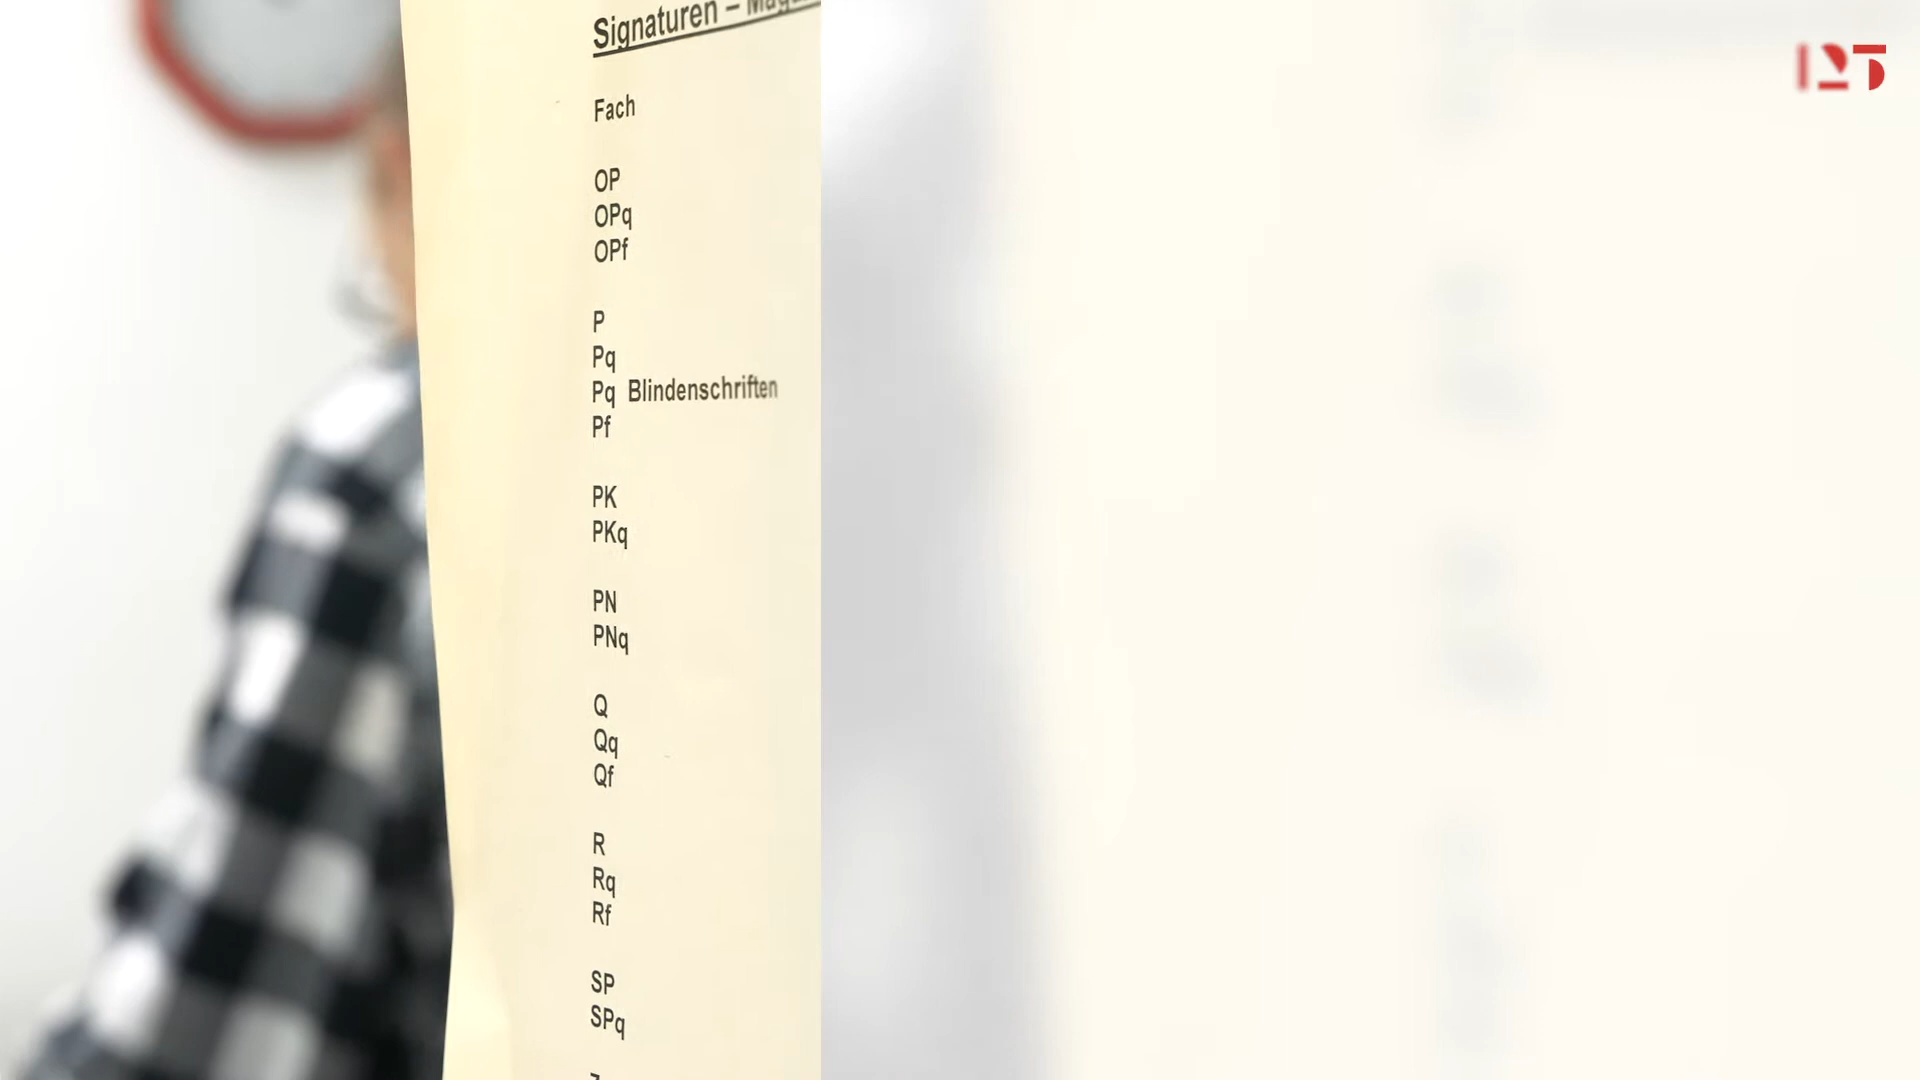 Signaturen –
Fach
OP
OPq
OPf
P
Pq
Pq Blindenschriften
Pf
PK
PKq
PN
PNq
Q
Qq
Qf
R
Rq
Rf
SP
SPq
125